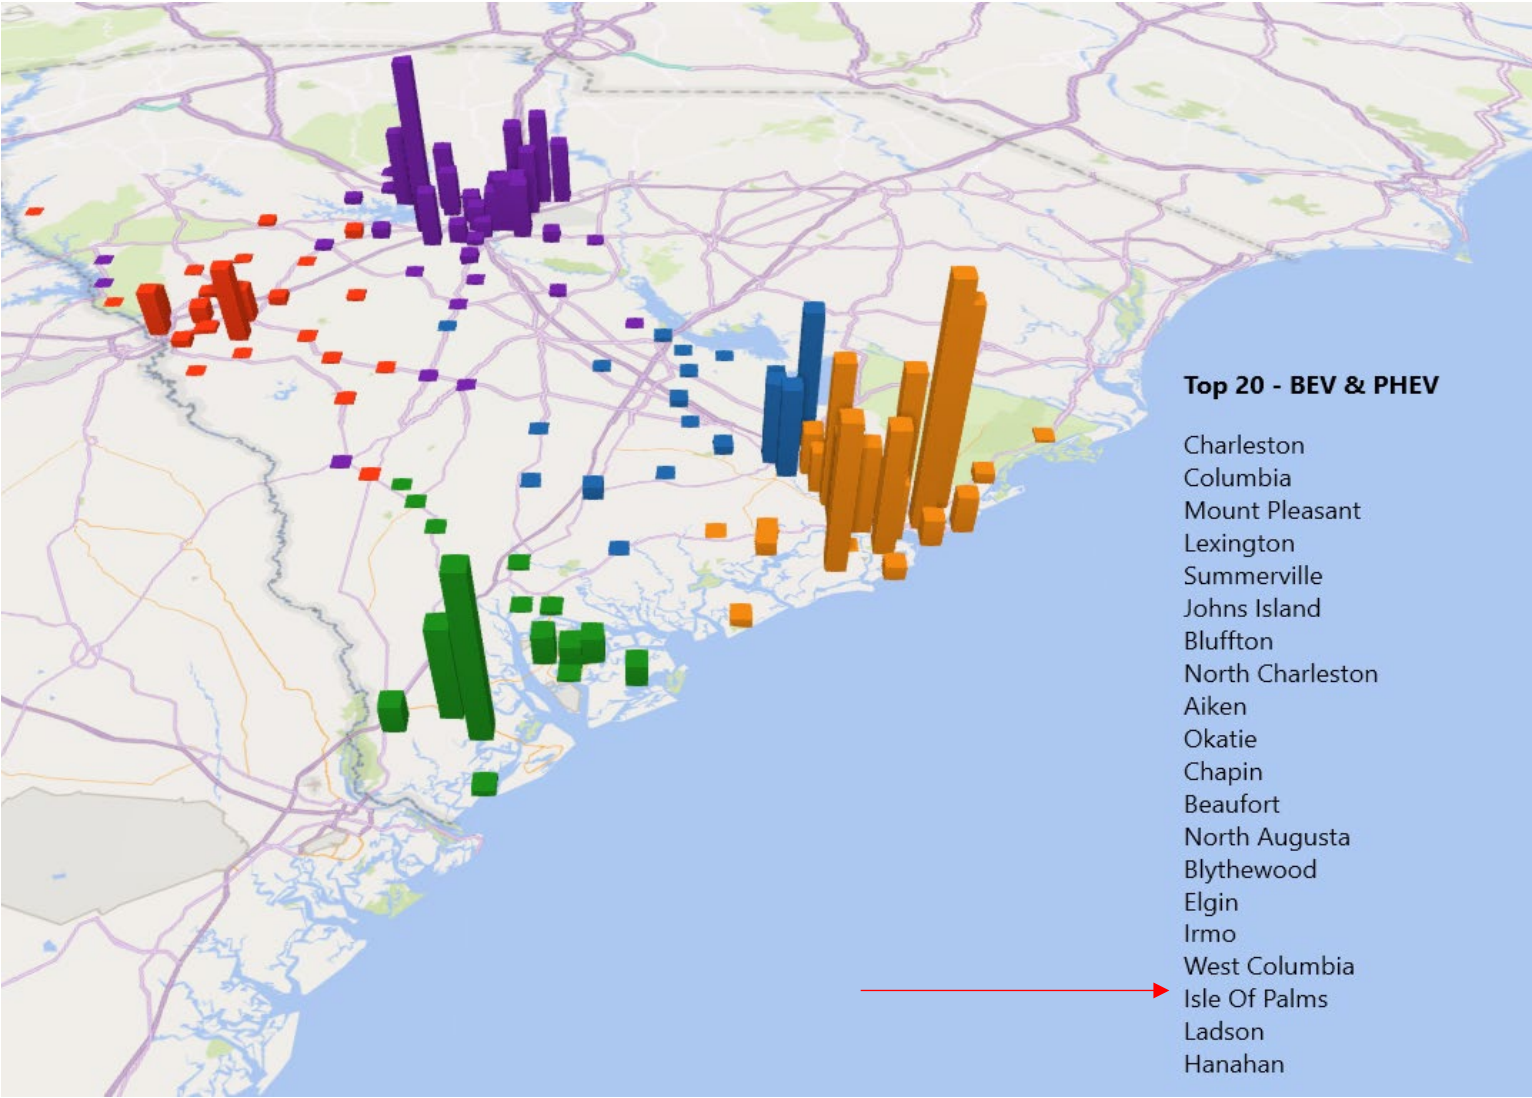 Top 20 - BEV & PHEV
Charleston
Columbia
Mount Pleasant
Lexington
Summerville
Johns Island
Bluffton
North Charleston
Aiken
Okatie
Chapin
Beaufort
North Augusta
Blythewood
Elgin
Irmo
West Columbia
Isle Of Palms
Ladson
Hanahan